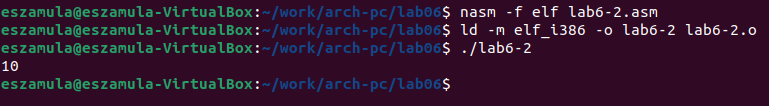 eszamula@eszamula-VirtualBox:~/work/arch-pc/lab06$ nasm -f elf lab6-2.asm
eszamula@eszamula-VirtualBox:~/work/arch-pc/lab06$ ld -m elf_i386 -o lab6-2 lab6-2.o
eszamula@eszamula-VirtualBox:~/work/arch-pc/lab06$ ./lab6-2
10
eszamula@eszamula-VirtualBox:~/work/arch-pc/lab06$